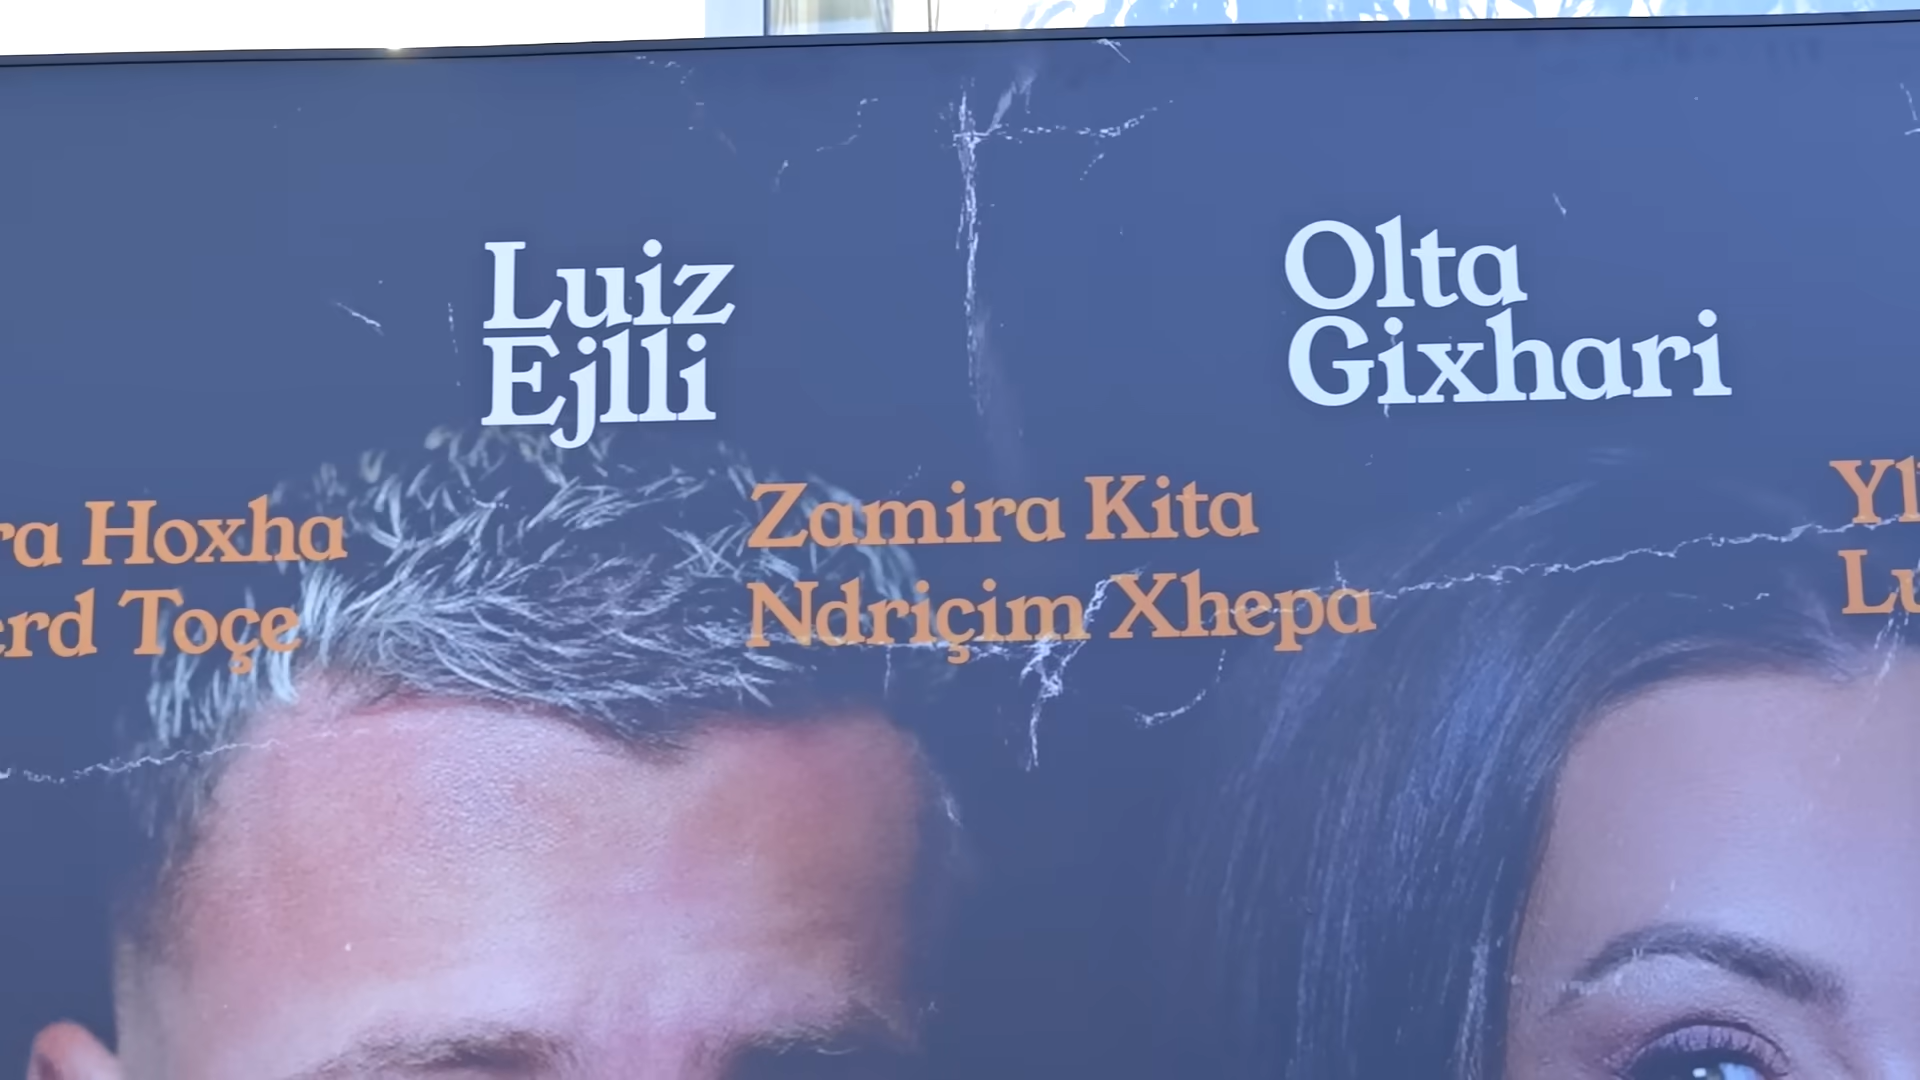 Luiz
Ejlli
Olta
Gixhari
Hoxha
Toçe
Zamira Kita
Ndriçim Xhepa